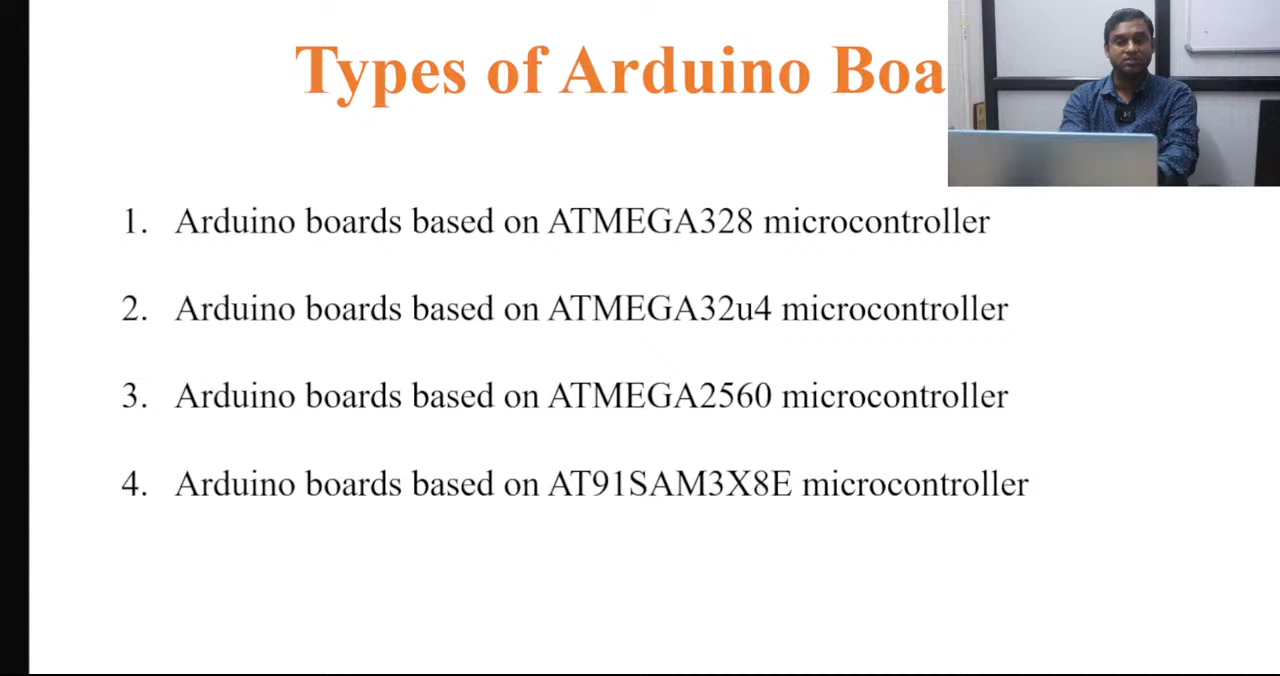 Types of Arduino Boa
1. Arduino boards based on ATMEGA328 microcontroller
2. Arduino boards based on ATMEGA32u4 microcontroller
3. Arduino boards based on ATMEGA2560 microcontroller
4. Arduino boards based on AT91SAM3X8E microcontroller